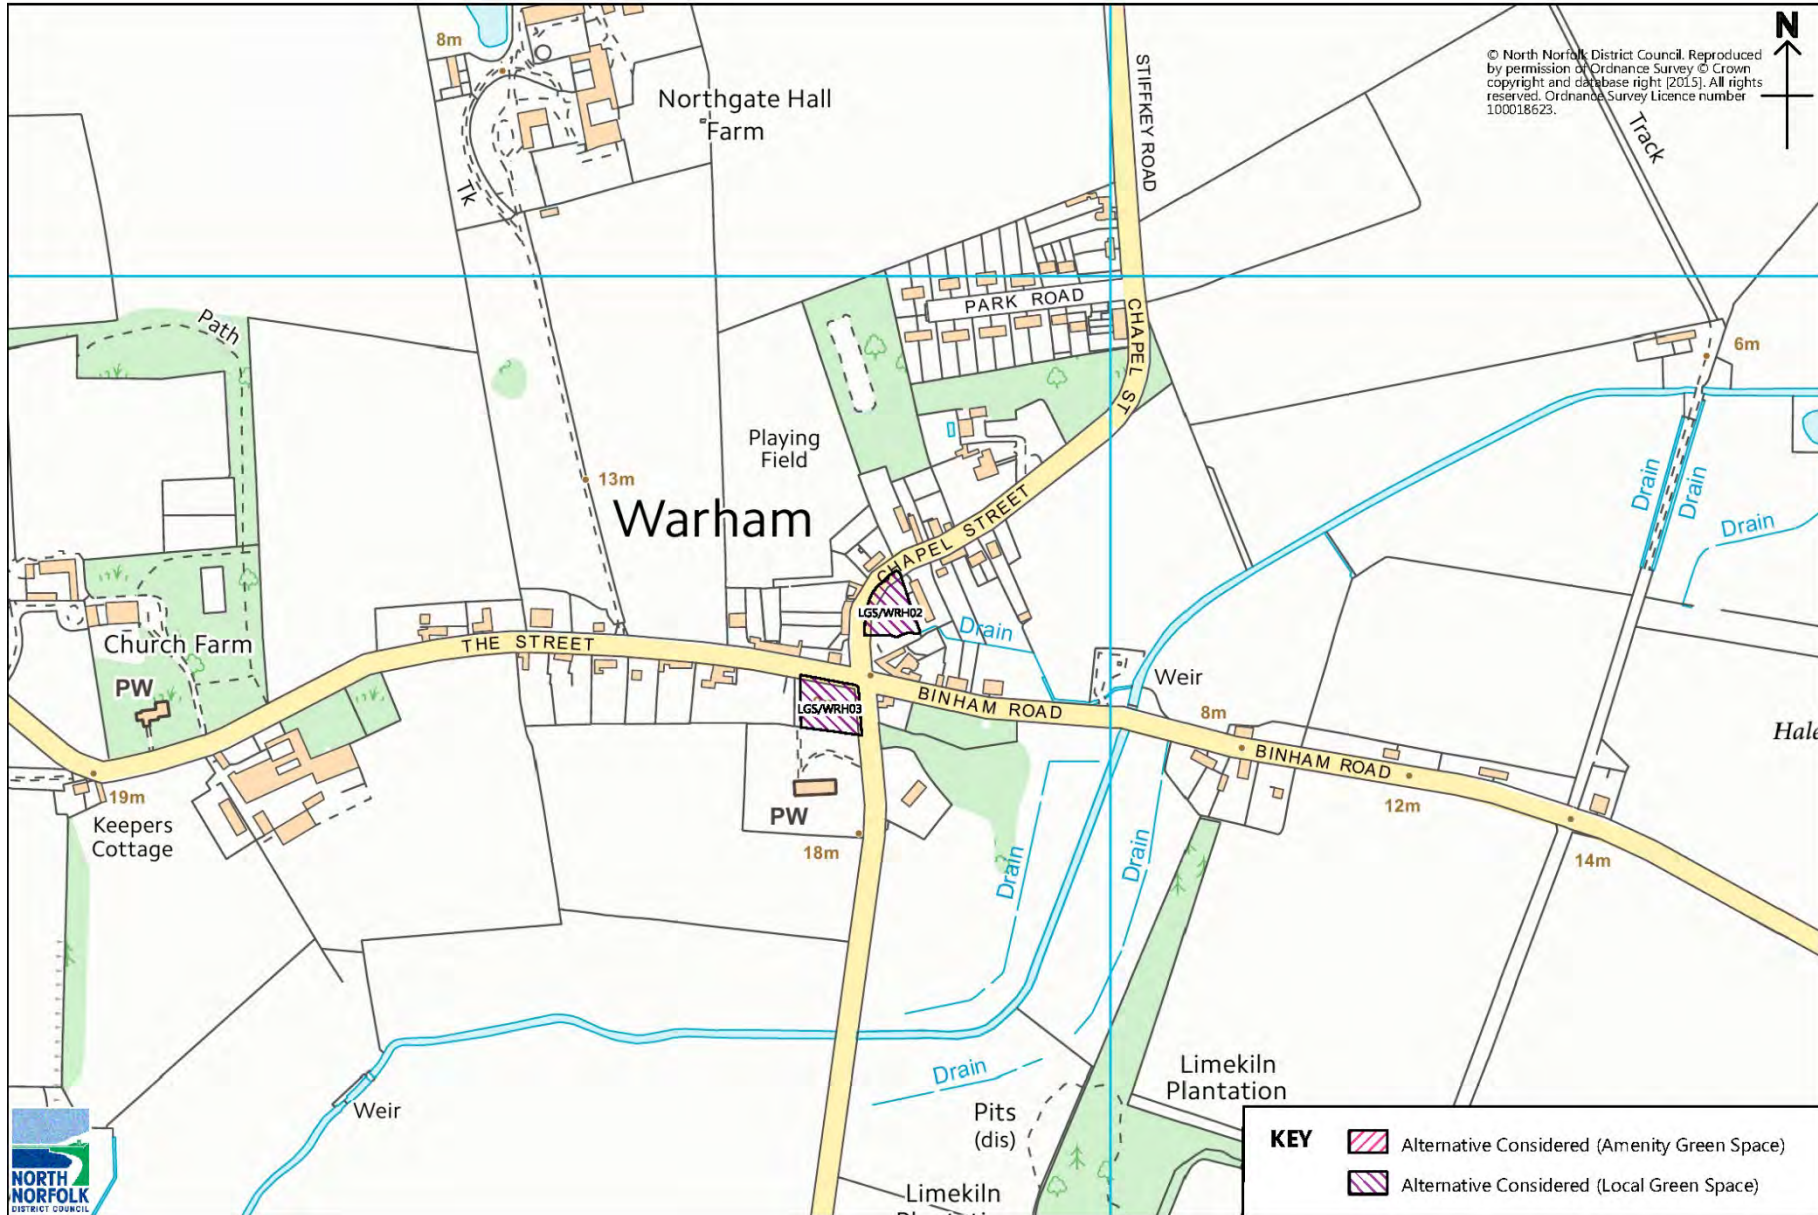 8m
Northgate Hall
Farm
STIFFKEY ROAD
© North Norfolk District Council. Reproduced
by permission of Ordnance Survey © Crown
copyright and database right [2015]. All rights
reserved. Ordnance Survey Licence number
100018623.
N
Track
Tk
Path
PARK ROAD
CHAPEL ST
6m
Playing
Field
13m
Warham
CHAPEL STREET
Drain
Drain
Drain
LGS/WRH02
Drain
Church Farm
THE STREET
PW
LGS/WRH03
BINHAM ROAD
Weir
8m
BINHAM ROAD
Hale
19m
Keepers
Cottage
PW
18m
12m
14m
Drain
Drain
Drain
Weir
Pits
(dis)
Limekiln
Plantation
Limekiln
NORTH
NORFOLK
DISTRICT COUNCIL
KEY
Alternative Considered (Amenity Green Space)
Alternative Considered (Local Green Space)